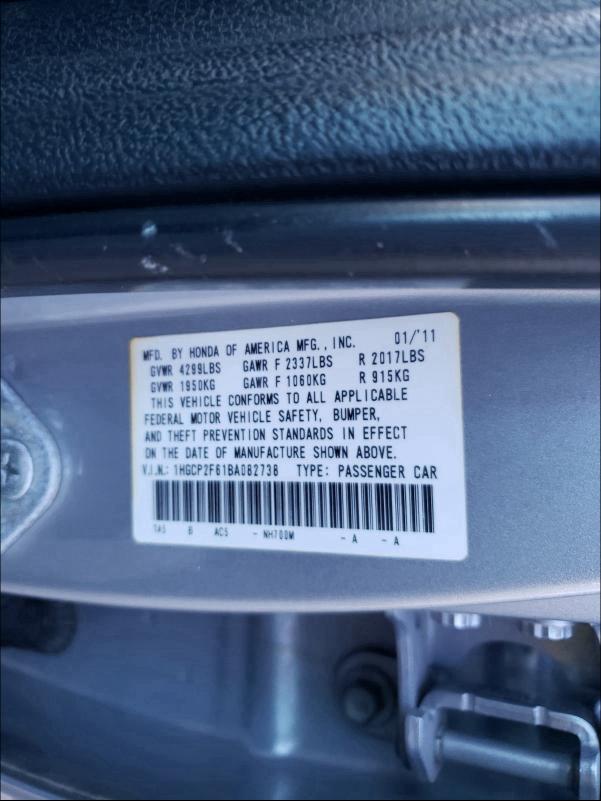 MFD. BY HONDA OF AMERICA MFG., INC. 01/'11
GVWR 4299LBS GAWR F 2337LBS R 2017LBS
GVWR 1950KG GAWR F 1060KG R 915KG
THIS VEHICLE CONFORMS TO ALL APPLICABLE
FEDERAL MOTOR VEHICLE SAFETY, BUMPER,
AND THEFT PREVENTION STANDARDS IN EFFECT
ON THE DATE OF MANUFACTURE SHOWN ABOVE.
V.I.N.: 1HGCP2F61BA082738 TYPE: PASSENGER CAR
TA5 B AC5 - NH700M - A - A